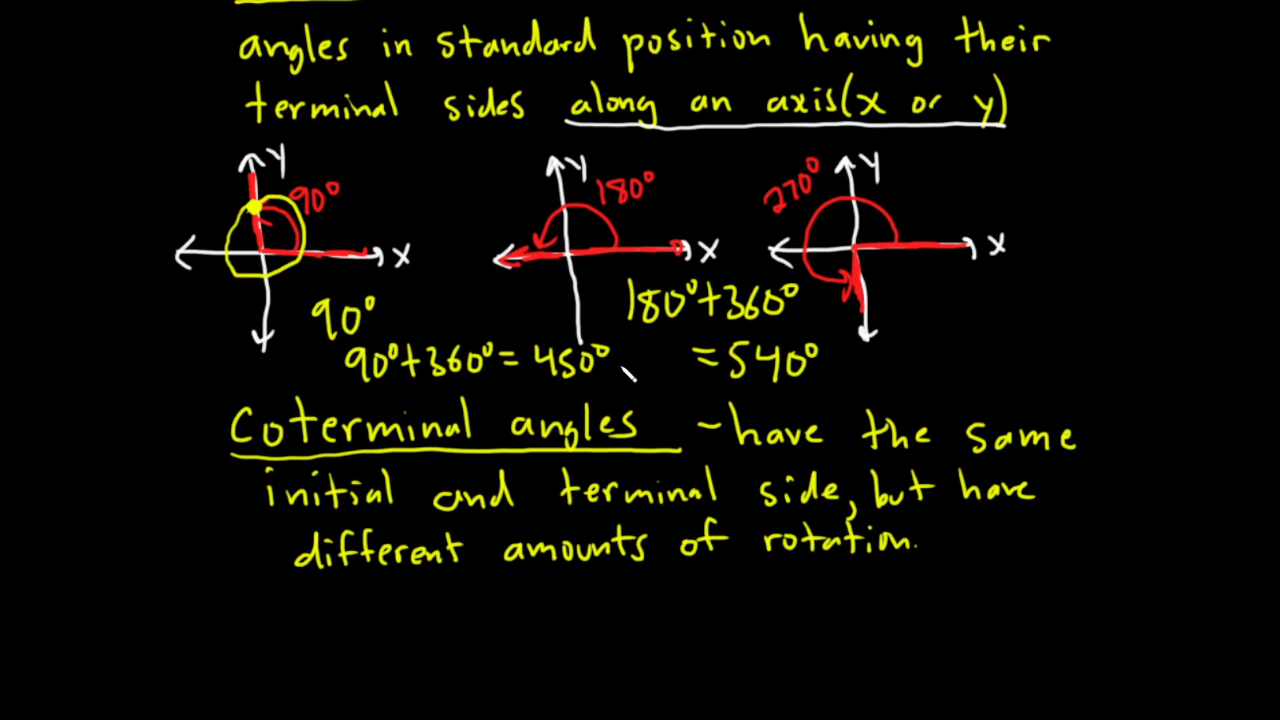 angles in standard position having their
terminal sides along an axis(x or y)
Y 90° X
Y 180° X
270° Y X
90°
90°+360°=450°
180°+360°
=540°
Coterminal angles - have the same
initial and terminal side, but have
different amounts of rotation.